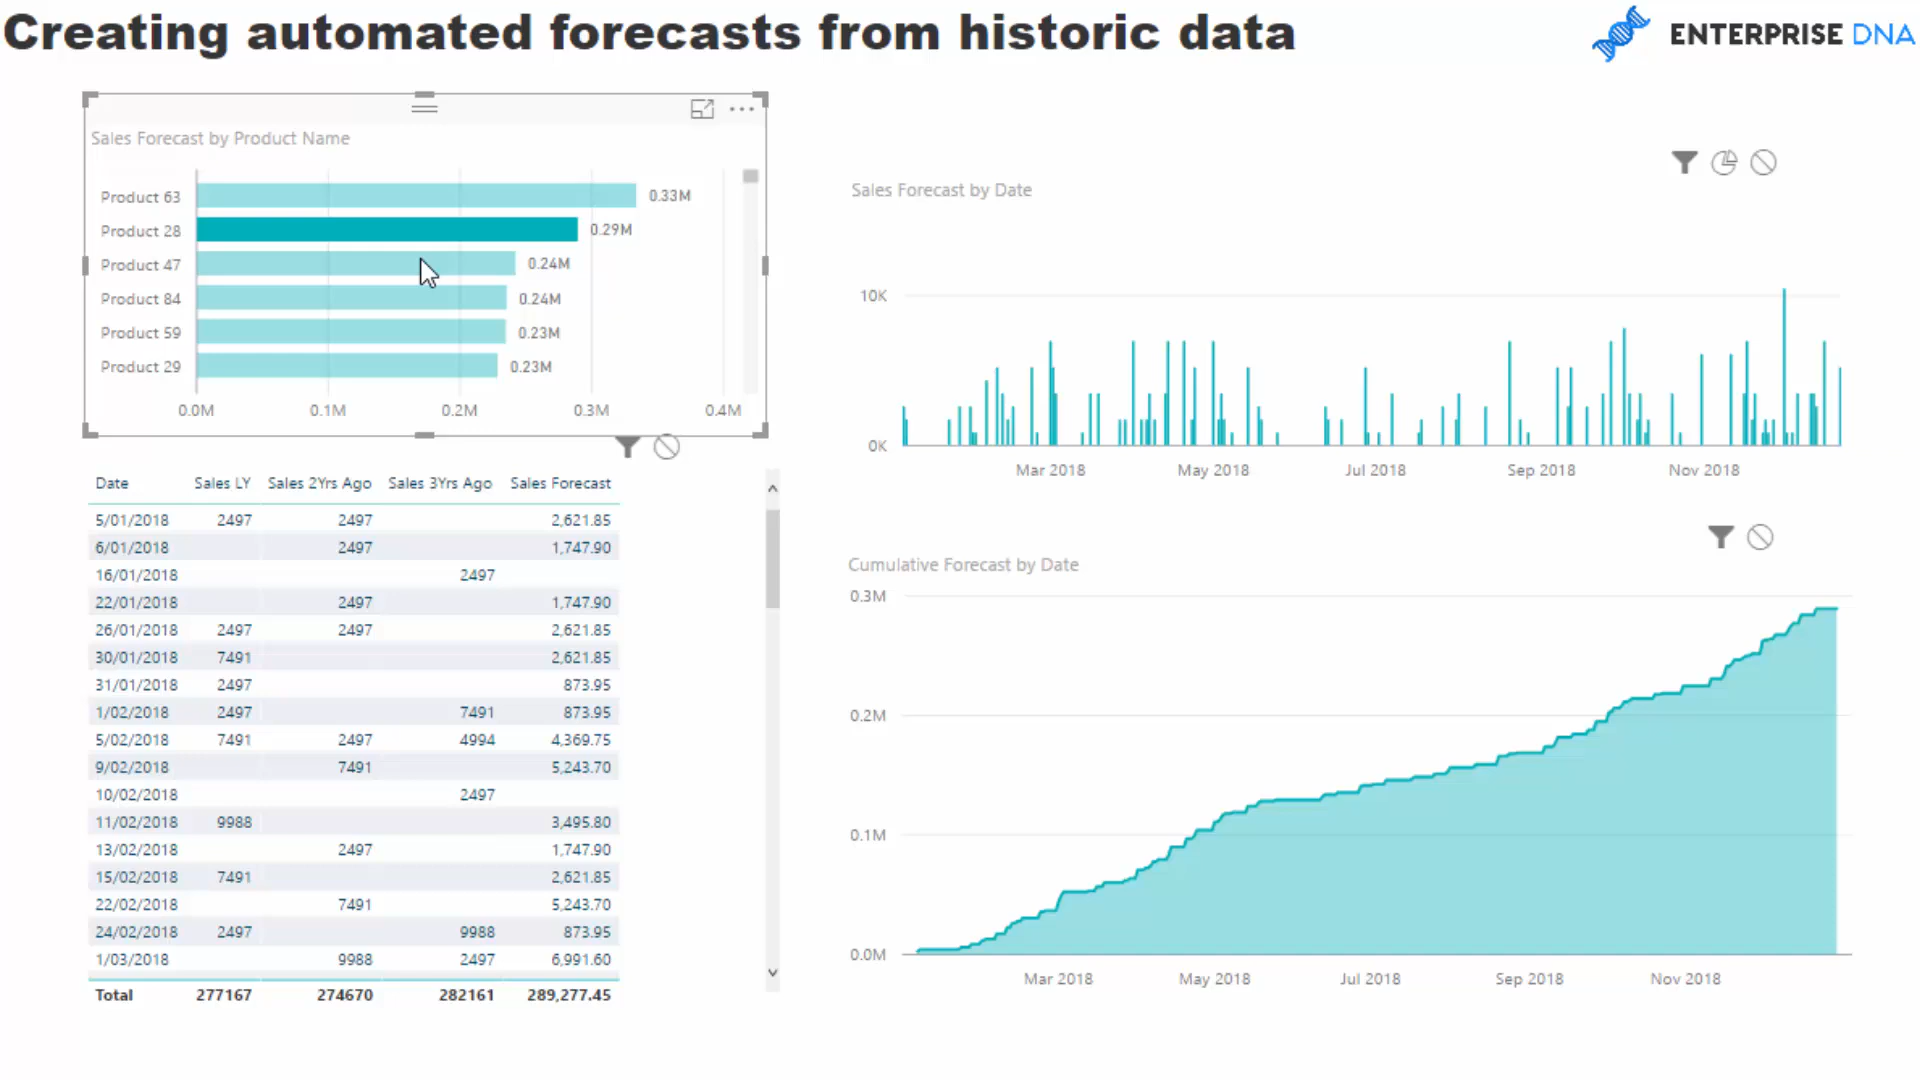 Creating automated forecasts from historic data
ENTERPRISE DNA
Sales Forecast by Product Name
Product 63 0.33M
Product 28 0.29M
Product 47 0.24M
Product 84 0.24M
Product 59 0.23M
Product 29 0.23M
0.0M 0.1M 0.2M 0.3M 0.4M
Date Sales LY Sales 2Yrs Ago Sales 3Yrs Ago Sales Forecast
5/01/2018 2497 2497 2,621.85
6/01/2018 2497 1,747.90
16/01/2018 2497
22/01/2018 2497 1,747.90
26/01/2018 2497 2497 2,621.85
30/01/2018 7491 2,621.85
31/01/2018 2497 873.95
1/02/2018 2497 7491 873.95
5/02/2018 7491 2497 4994 4,369.75
9/02/2018 7491 5,243.70
10/02/2018 2497
11/02/2018 9988 3,495.80
13/02/2018 2497 1,747.90
15/02/2018 7491 2,621.85
22/02/2018 7491 5,243.70
24/02/2018 2497 9988 873.95
1/03/2018 9988 2497 6,991.60
Total 277167 274670 282161 289,277.45
Sales Forecast by Date
10K
0K
Mar 2018 May 2018 Jul 2018 Sep 2018 Nov 2018
Cumulative Forecast by Date
0.3M
0.2M
0.1M
0.0M
Mar 2018 May 2018 Jul 2018 Sep 2018 Nov 2018